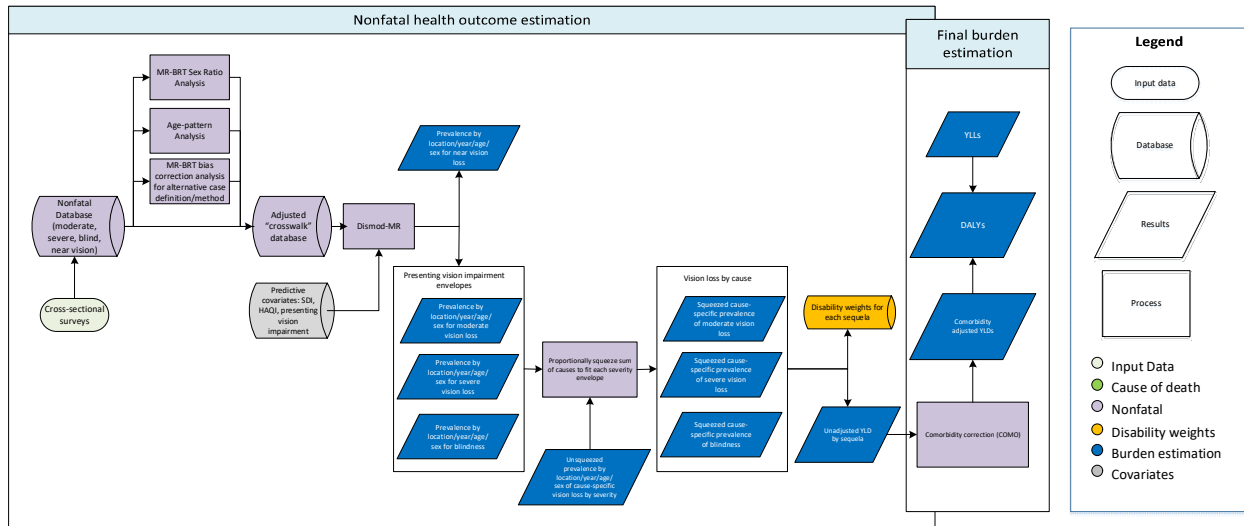 Nonfatal health outcome estimation
Final burden
estimation
MR-BRT Sex Ratio
Analysis
Age-pattern
Analysis
MR-BRT bias
correction analysis
for alternative case
definition/method
Nonfatal
Database
(moderate,
severe, blind,
near vision)
Cross-sectional
surveys
Adjusted
“crosswalk”
database
Predictive
covariates: SDI,
HAQI, presenting
vision
impairment
Dismod-MR
Prevalence by
location/year/age/
sex for near vision
loss
Presenting vision impairment
envelopes
Prevalence by
location/year/age/
sex for moderate
vision loss
Prevalence by
location/year/age/
sex for severe
vision loss
Prevalence by
location/year/age/
sex for blindness
Proportionally squeeze sum
of causes to fit each severity
envelope
Unsqueezed
prevalence by
location/year/age/
sex of cause-specific
vision loss by severity
Vision loss by cause
Squeezed cause-
specific prevalence
of moderate vision
loss
Squeezed cause-
specific prevalence
of severe vision
loss
Squeezed cause-
specific prevalence
of blindness
Disability weights for
each sequela
Unadjusted YLD
by sequela
YLLs
DALYs
Comorbidity
adjusted YLDs
Comorbidity correction (COMO)
Legend
Input data
Database
Results
Process
Input Data
Cause of death
Nonfatal
Disability weights
Burden estimation
Covariates